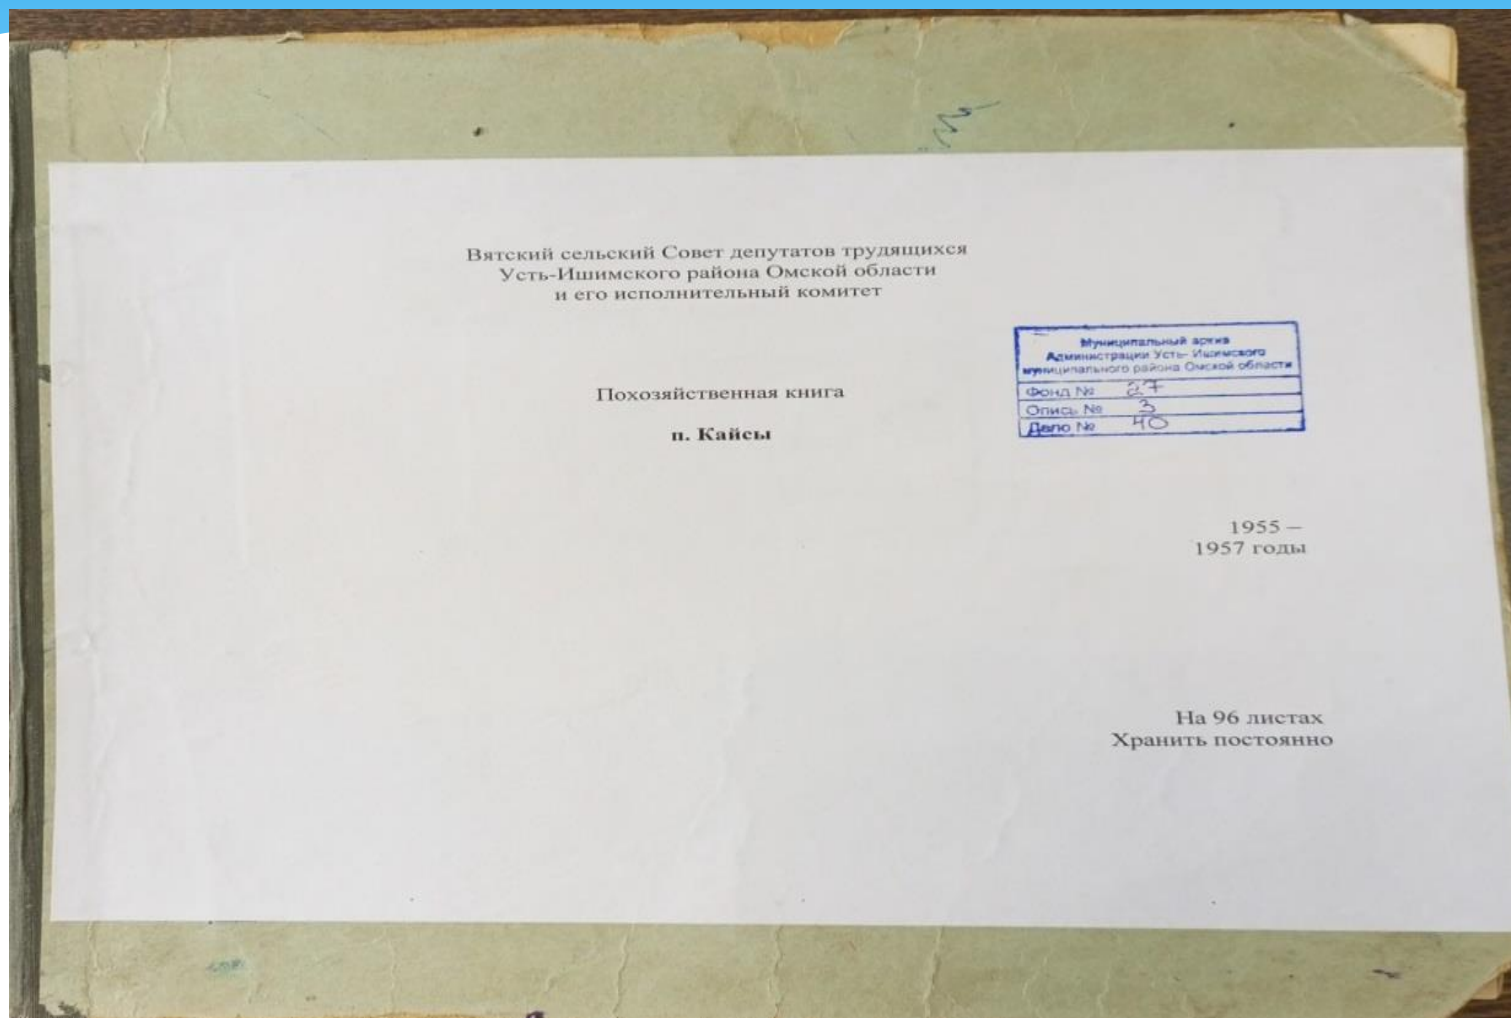 Вятский сельский Совет депутатов трудящихся
Усть-Ишимского района Омской области
и его исполнительный комитет
Похозяйственная книга
п. Кайсы
Муниципальный архив
Администрации Усть- Ишимского
муниципального района Омской области
Фонд № 27
Опись № 3
Дело № 40
1955 –
1957 годы
На 96 листах
Хранить постоянно